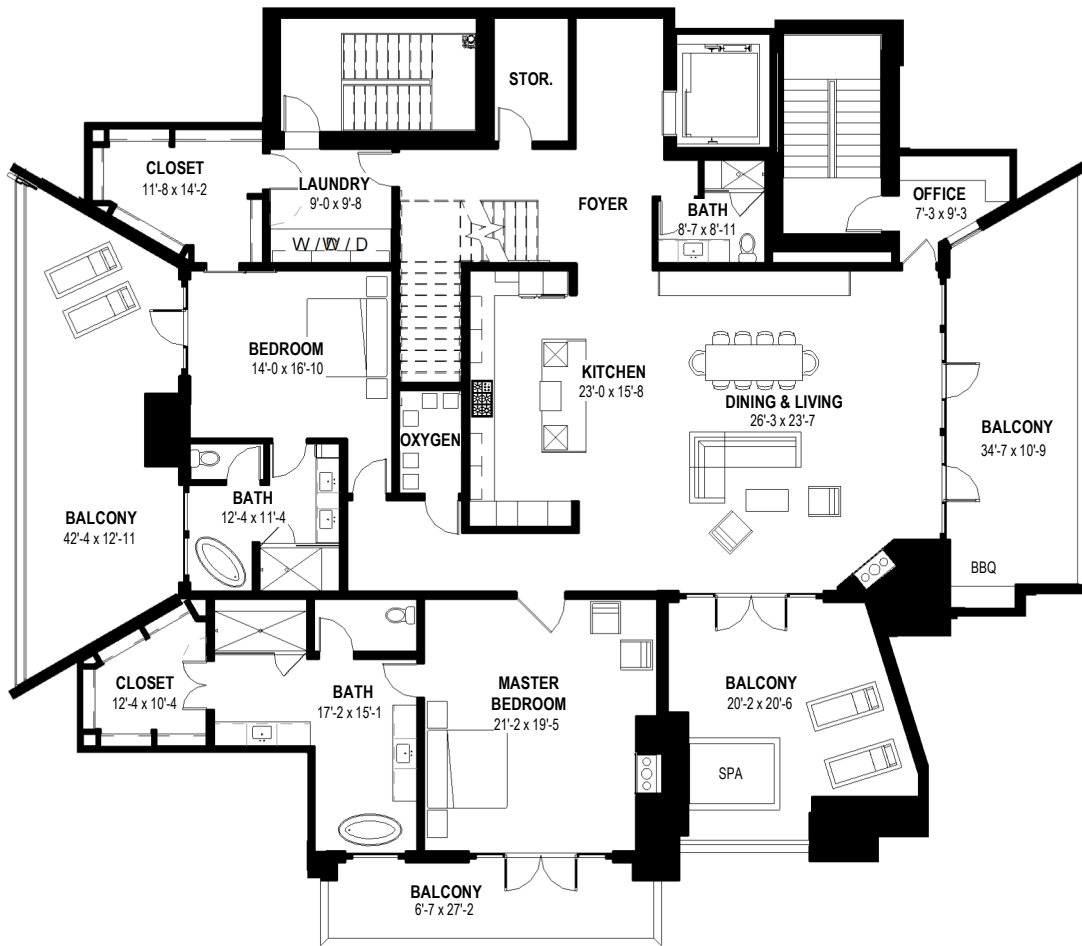 STOR.
CLOSET
11'-8 x 14'-2
LAUNDRY
9'-0 x 9'-8
W / D
FOYER
BATH
8'-7 x 8'-11
OFFICE
7'-3 x 9'-3
BEDROOM
14'-0 x 16'-10
KITCHEN
23'-0 x 15'-8
DINING & LIVING
26'-3 x 23'-7
BALCONY
34'-7 x 10'-9
OXYGEN
BATH
12'-4 x 11'-4
BALCONY
42'-4 x 12'-11
BBQ
CLOSET
12'-4 x 10'-4
BATH
17'-2 x 15'-1
MASTER
BEDROOM
21'-2 x 19'-5
BALCONY
20'-2 x 20'-6
SPA
BALCONY
6'-7 x 27'-2